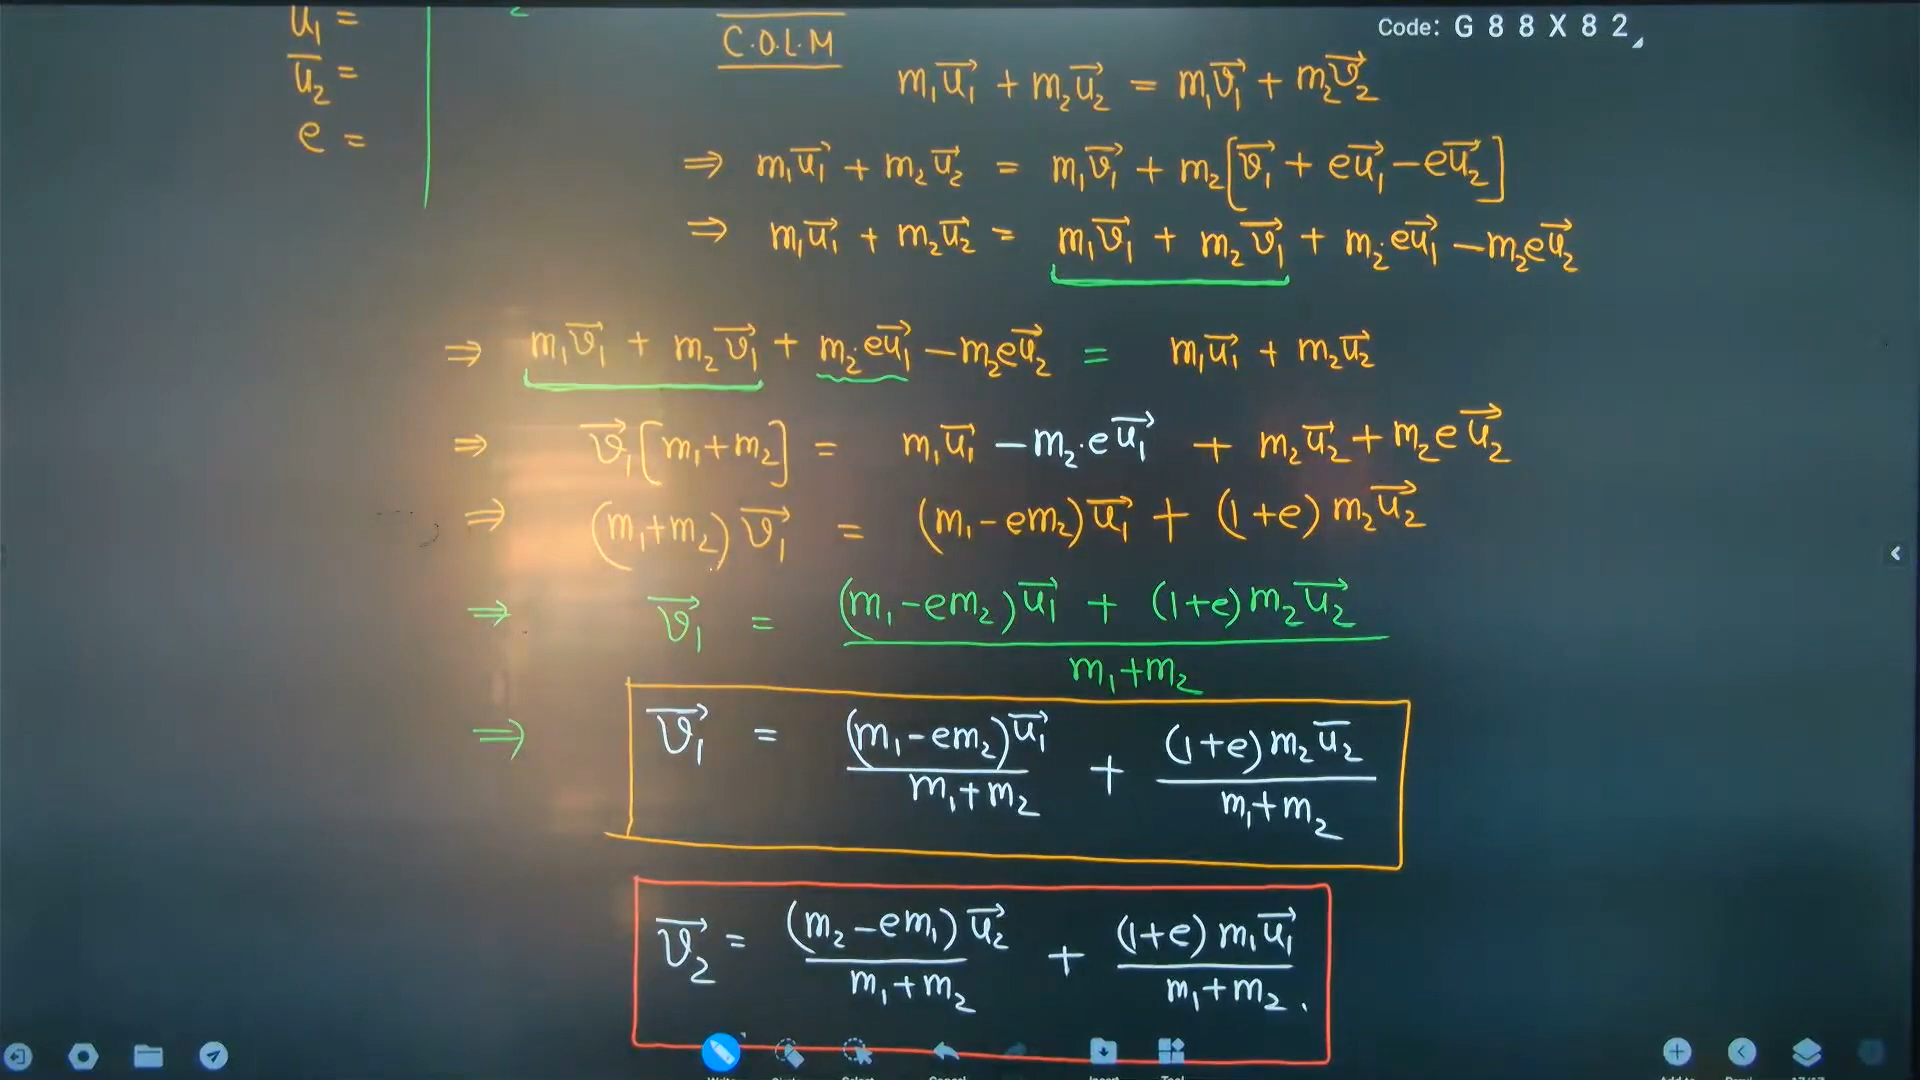 u₁ =
u̅₂ =
e =
C.O.L.M
Code: G 8 8 X 8 2
m₁u⃗₁ + m₂u⃗₂ = m₁v⃗₁ + m₂v⃗₂
⇒ m₁u⃗₁ + m₂u⃗₂ = m₁v⃗₁ + m₂[v⃗₁ + eu⃗₁ – eu⃗₂]
⇒ m₁u⃗₁ + m₂u⃗₂ = m₁v⃗₁ + m₂v⃗₁ + m₂.eu⃗₁ – m₂eu⃗₂
⇒ m₁v⃗₁ + m₂v⃗₁ + m₂.eu⃗₁ – m₂eu⃗₂ = m₁u⃗₁ + m₂u⃗₂
⇒ v⃗₁[m₁+m₂] = m₁u⃗₁ – m₂.eu⃗₁ + m₂u⃗₂ + m₂eu⃗₂
⇒ (m₁+m₂)v⃗₁ = (m₁–em₂)u⃗₁ + (1+e)m₂u⃗₂
⇒ v⃗₁ = (m₁–em₂)u⃗₁ + (1+e)m₂u⃗₂
m₁+m₂
⇒ v⃗₁ = (m₁–em₂)u⃗₁ + (1+e)m₂u̅₂
m₁+m₂ m₁+m₂
v⃗₂ = (m₂–em₁)u⃗₂ + (1+e)m₁u⃗₁
m₁+m₂ m₁+m₂.